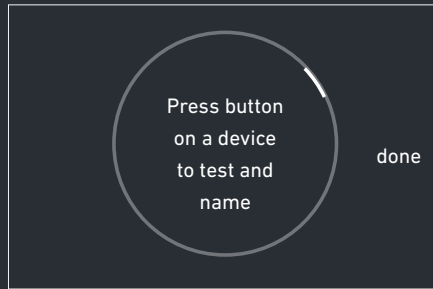 Press button
on a device
to test and
name
done